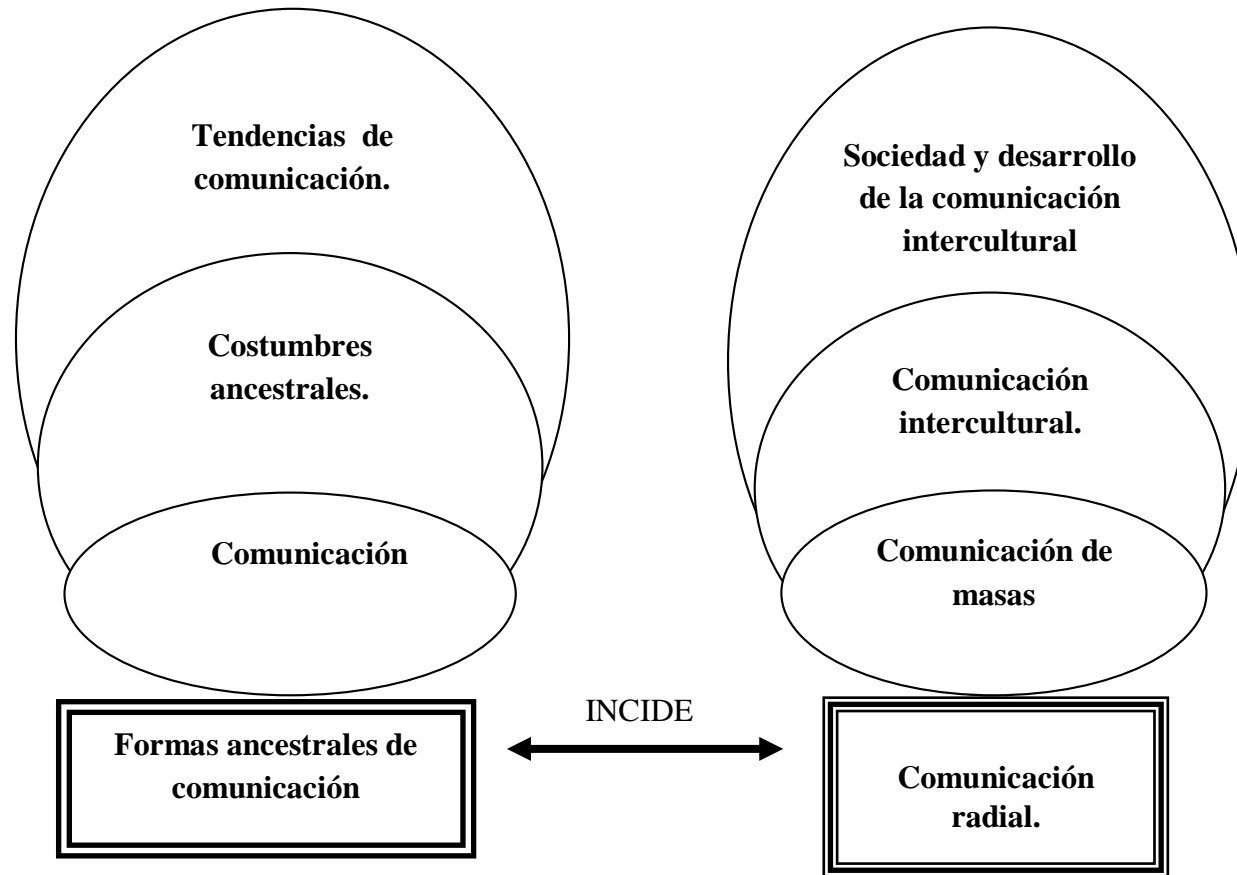 Tendencias de
comunicación.
Costumbres
ancestrales.
Comunicación
Formas ancestrales de
comunicación
INCIDE
Sociedad y desarrollo
de la comunicación
intercultural
Comunicación
intercultural.
Comunicación de
masas
Comunicación
radial.